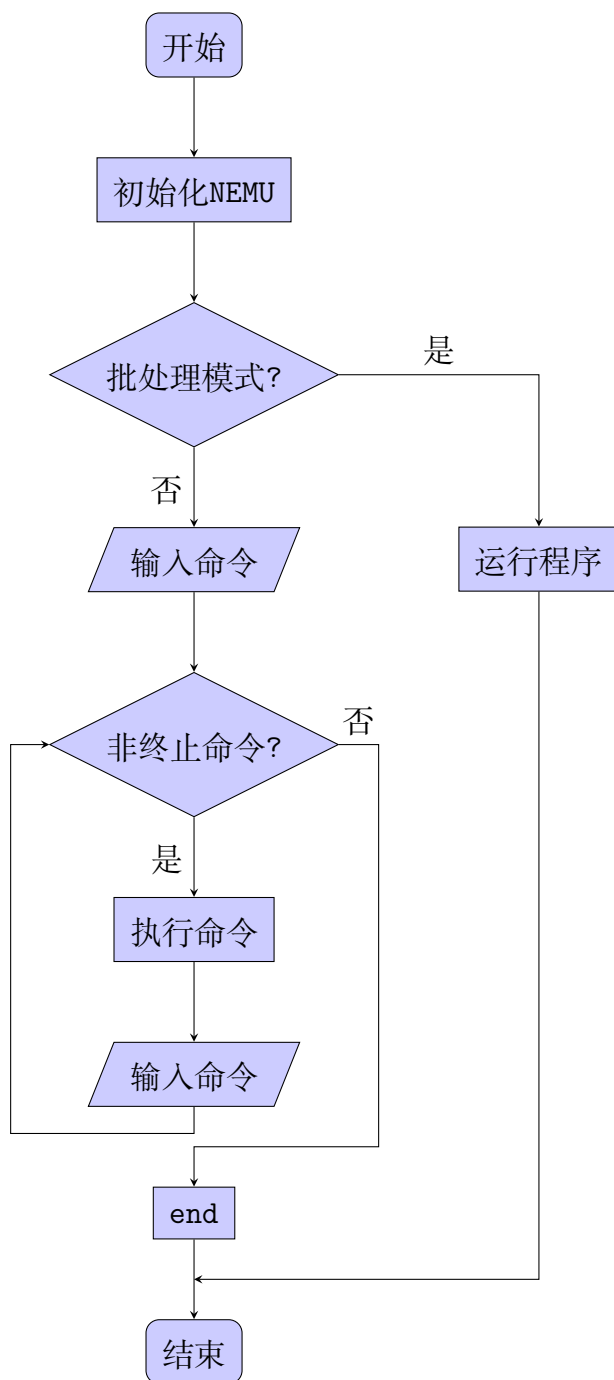 开始
初始化NEMU
批处理模式?
是
否
输入命令
运行程序
非终止命令?
否
是
执行命令
输入命令
end
结束